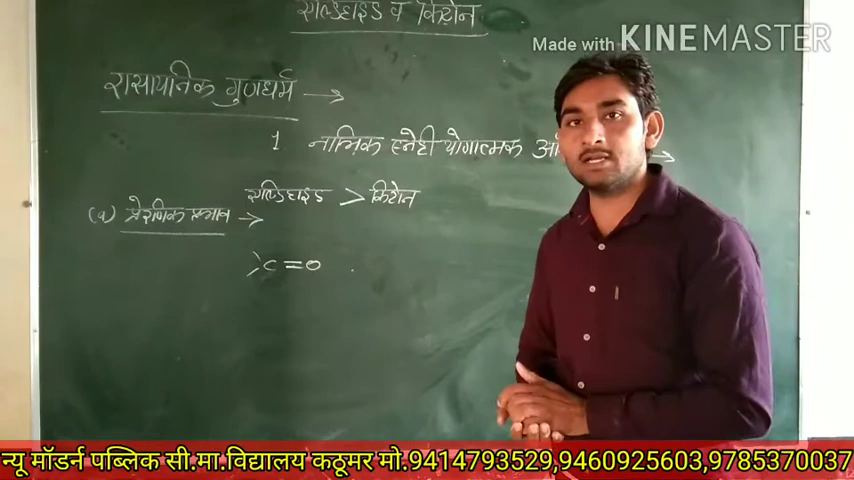 एल्डिहाइड व किटोन
Made with KINEMASTER
रासायनिक गुणधर्म →
1 नाभिक स्नेही योगात्मक
एल्डिहाइड > किटोन
(a) प्रेरणिक प्रभाव →
>C=O
न्यू मॉडर्न पब्लिक सी.मा.विद्यालय कठूमर मो.9414793529,9460925603,9785370037